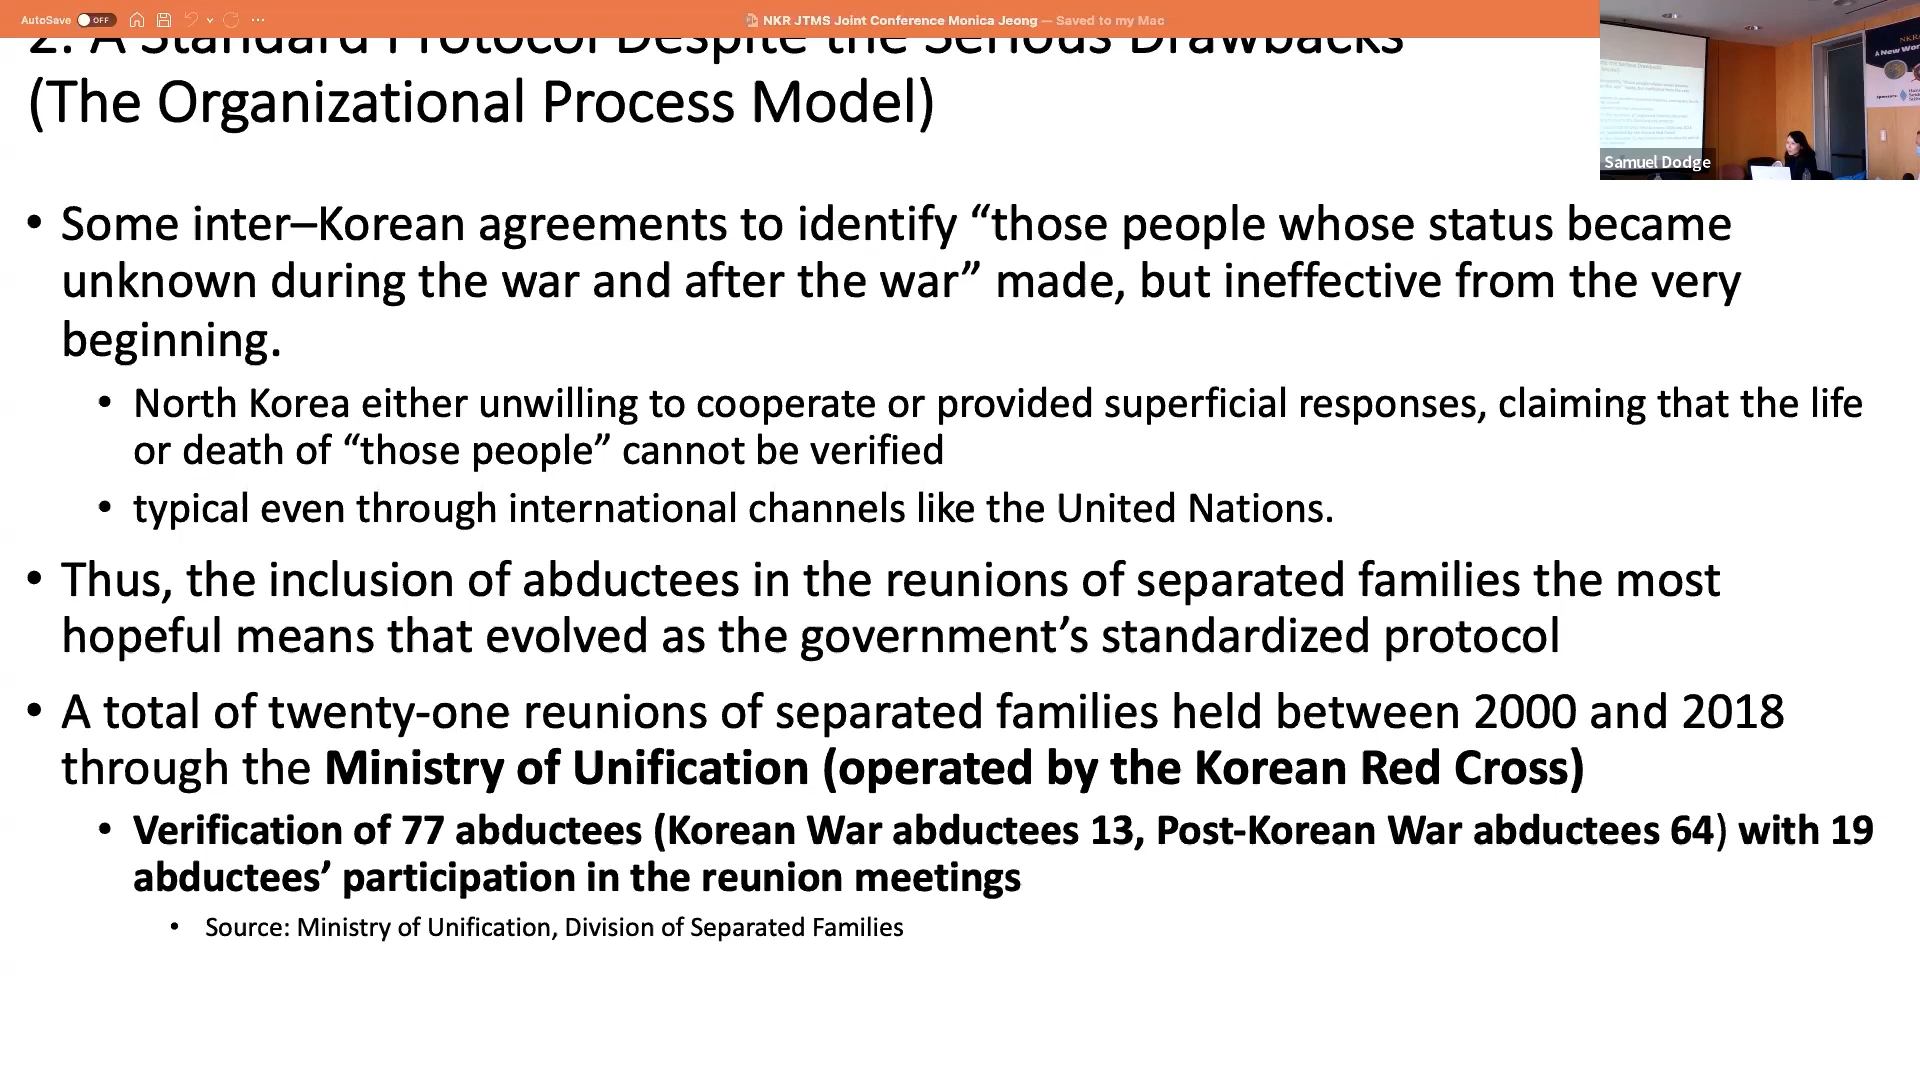 AutoSave OFF
NKR JTMS Joint Conference Monica Jeong — Saved to my Mac
2. A Standard Protocol Despite the Serious Drawbacks
(The Organizational Process Model)
Samuel Dodge
• Some inter–Korean agreements to identify “those people whose status became
unknown during the war and after the war” made, but ineffective from the very
beginning.
• North Korea either unwilling to cooperate or provided superficial responses, claiming that the life
or death of “those people” cannot be verified
• typical even through international channels like the United Nations.
• Thus, the inclusion of abductees in the reunions of separated families the most
hopeful means that evolved as the government’s standardized protocol
• A total of twenty-one reunions of separated families held between 2000 and 2018
through the Ministry of Unification (operated by the Korean Red Cross)
• Verification of 77 abductees (Korean War abductees 13, Post-Korean War abductees 64) with 19
abductees’ participation in the reunion meetings
• Source: Ministry of Unification, Division of Separated Families